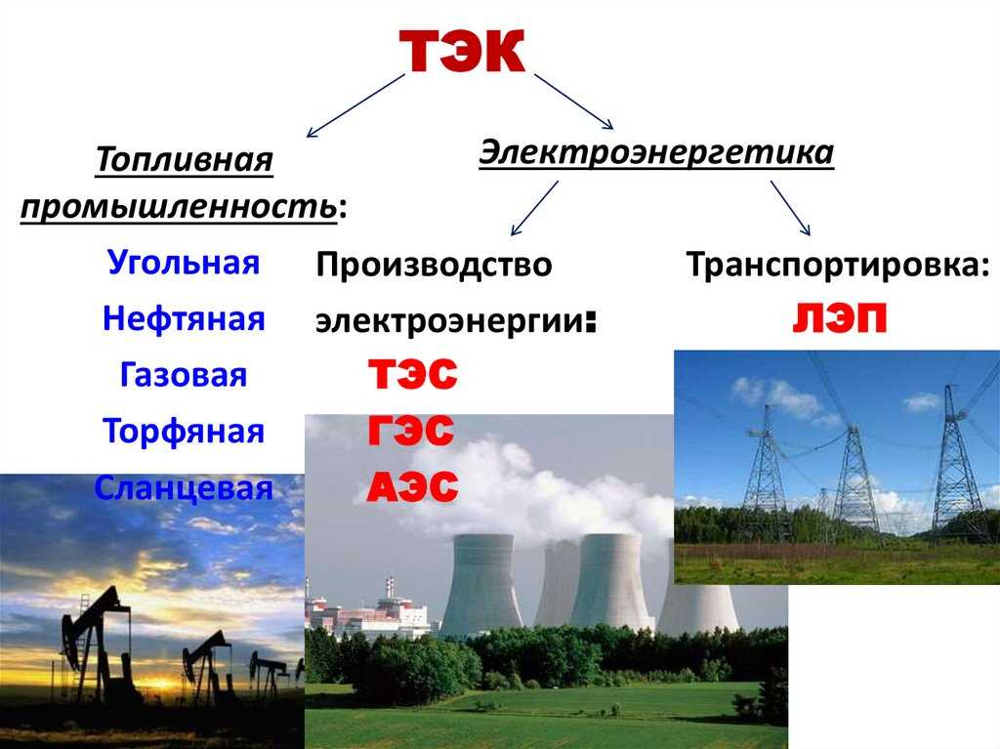 ТЭК
Топливная
промышленность:
Угольная
Нефтяная
Газовая
Торфяная
Сланцевая
Электроэнергетика
Производство
электроэнергии:
ТЭС
ГЭС
АЭС
Транспортировка:
ЛЭП